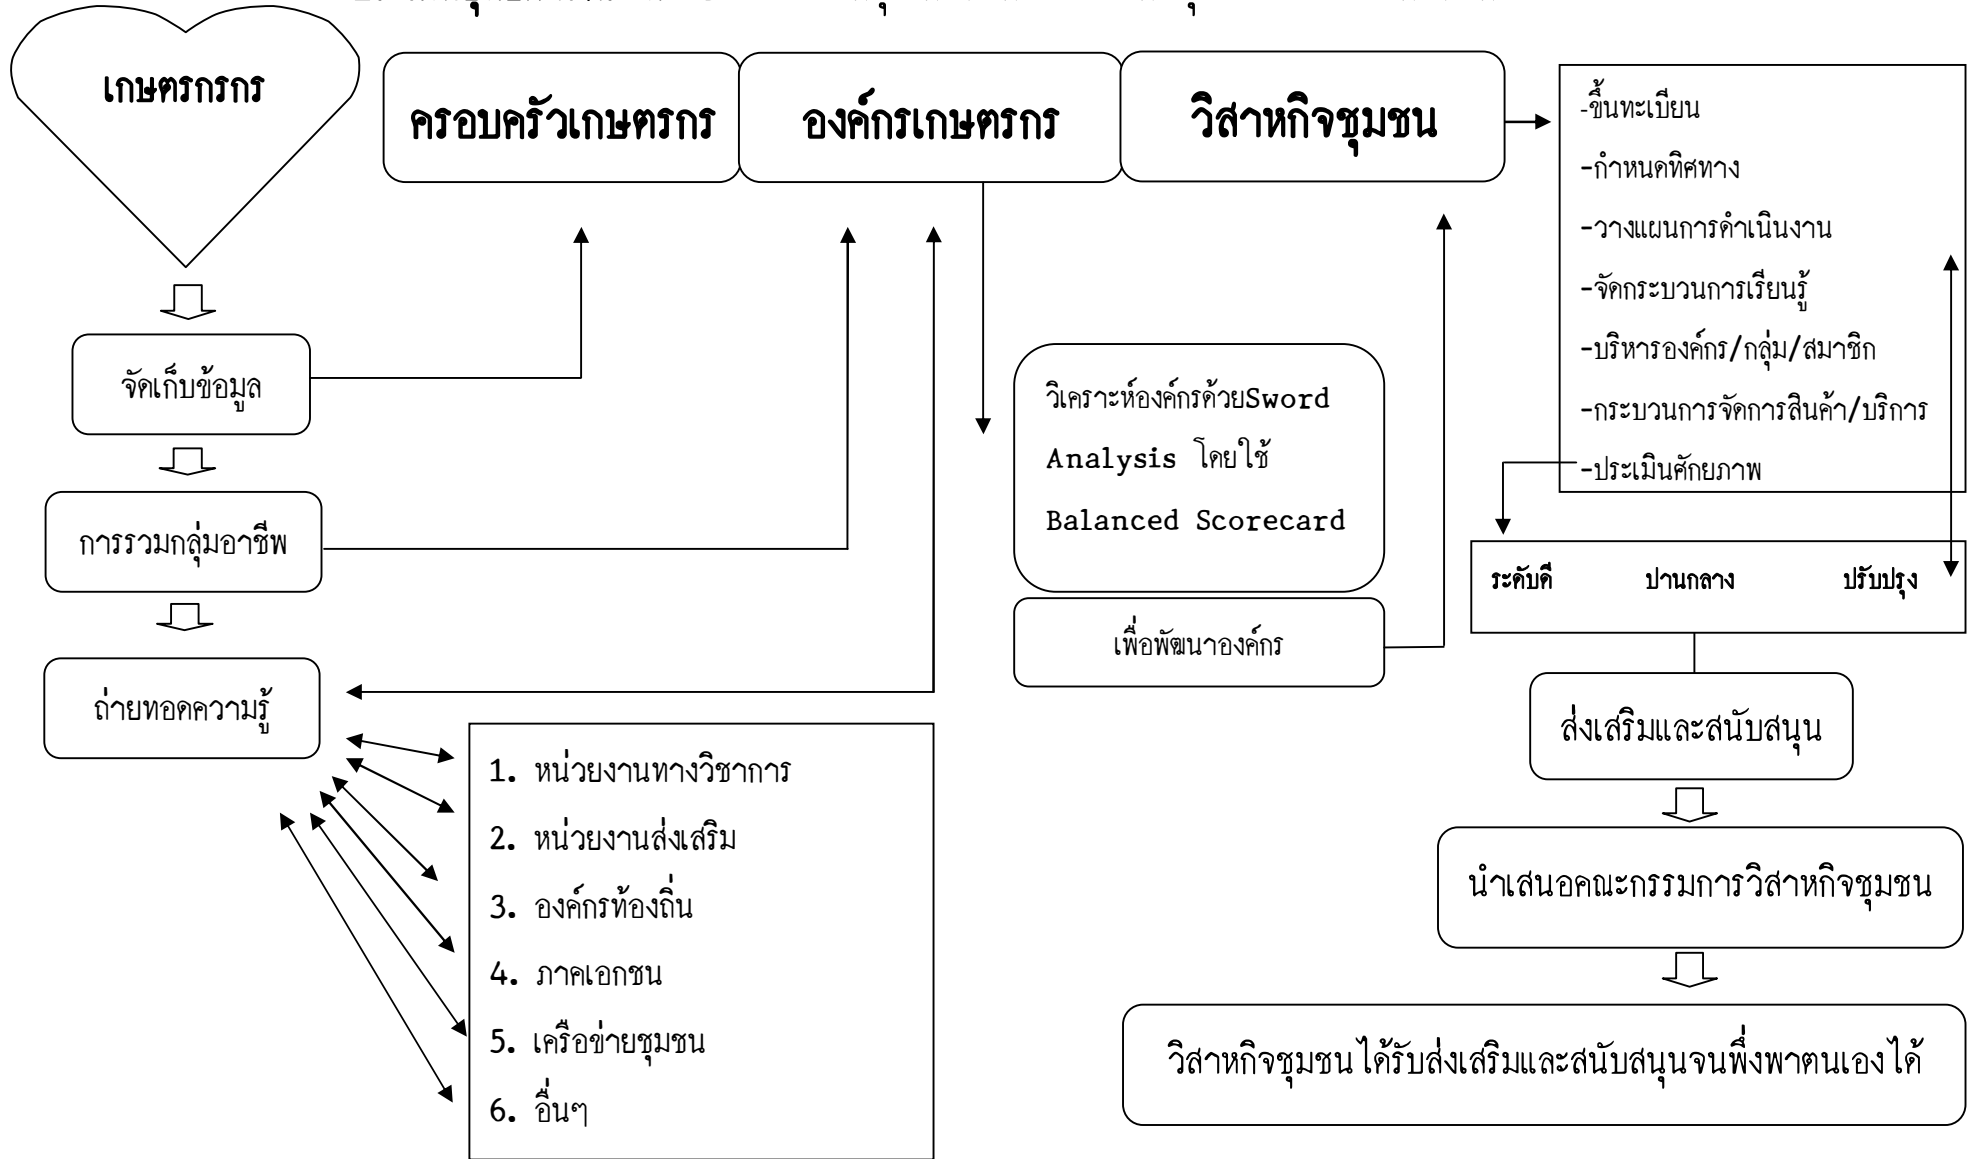 เกษตรกรกร
ครอบครัวเกษตรกร
องค์กรเกษตรกร
วิสาหกิจชุมชน
-ขึ้นทะเบียน
-กำหนดทิศทาง
-วางแผนการดำเนินงาน
-จัดกระบวนการเรียนรู้
-บริหารองค์กร/กลุ่ม/สมาชิก
-กระบวนการจัดการสินค้า/บริการ
-ประเมินศักยภาพ
จัดเก็บข้อมูล
การรวมกลุ่มอาชีพ
ถ่ายทอดความรู้
1. หน่วยงานทางวิชาการ
2. หน่วยงานส่งเสริม
3. องค์กรท้องถิ่น
4. ภาคเอกชน
5. เครือข่ายชุมชน
6. อื่นๆ
วิเคราะห์องค์กรด้วยSword
Analysis โดยใช้
Balanced Scorecard
เพื่อพัฒนาองค์กร
ระดับดี ปานกลาง ปรับปรุง
ส่งเสริมและสนับสนุน
นำเสนอคณะกรรมการวิสาหกิจชุมชน
วิสาหกิจชุมชนได้รับส่งเสริมและสนับสนุนจนพึ่งพาตนเองได้